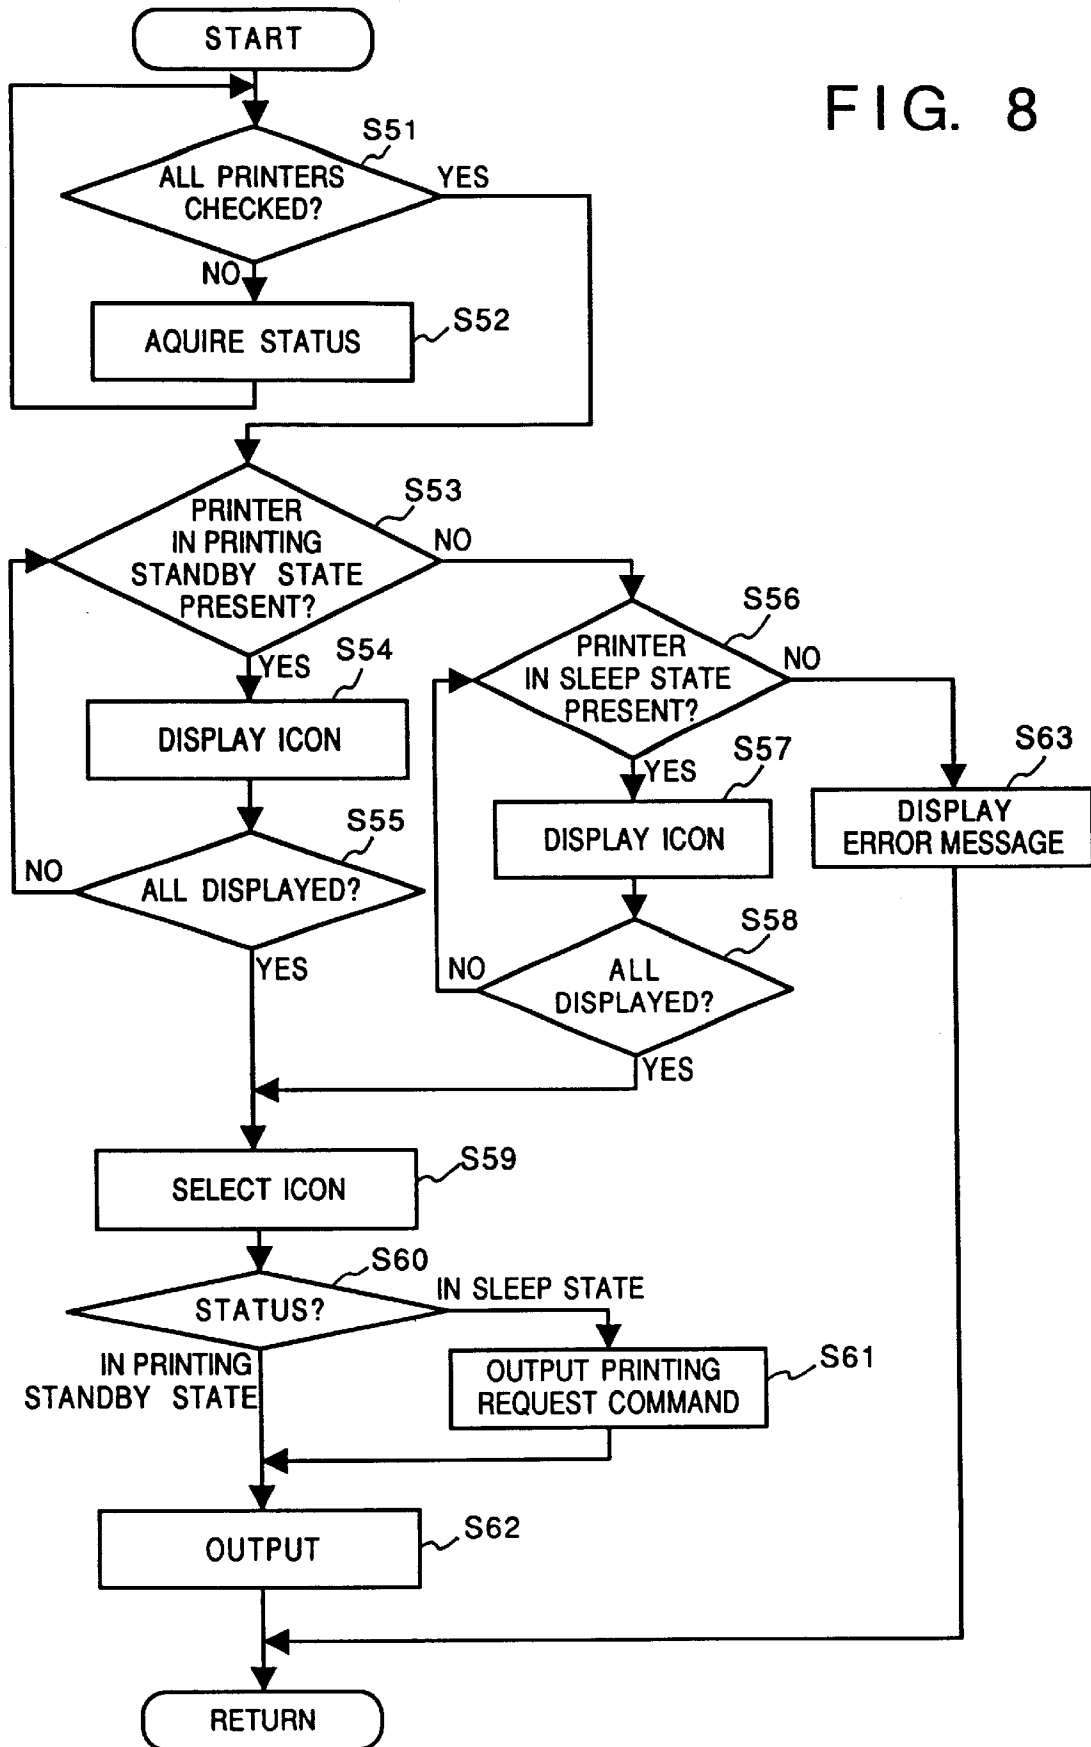 START
FIG. 8
S51
ALL PRINTERS
CHECKED?
YES
NO
S52
AQUIRE STATUS
S53
PRINTER
IN PRINTING
STANDBY STATE
PRESENT?
NO
YES
S54
DISPLAY ICON
S55
ALL DISPLAYED?
NO
YES
S56
PRINTER
IN SLEEP STATE
PRESENT?
NO
YES
S57
DISPLAY ICON
S58
ALL
DISPLAYED?
NO
YES
S63
DISPLAY
ERROR MESSAGE
S59
SELECT ICON
S60
STATUS?
IN SLEEP STATE
IN PRINTING
STANDBY STATE
S61
OUTPUT PRINTING
REQUEST COMMAND
S62
OUTPUT
RETURN